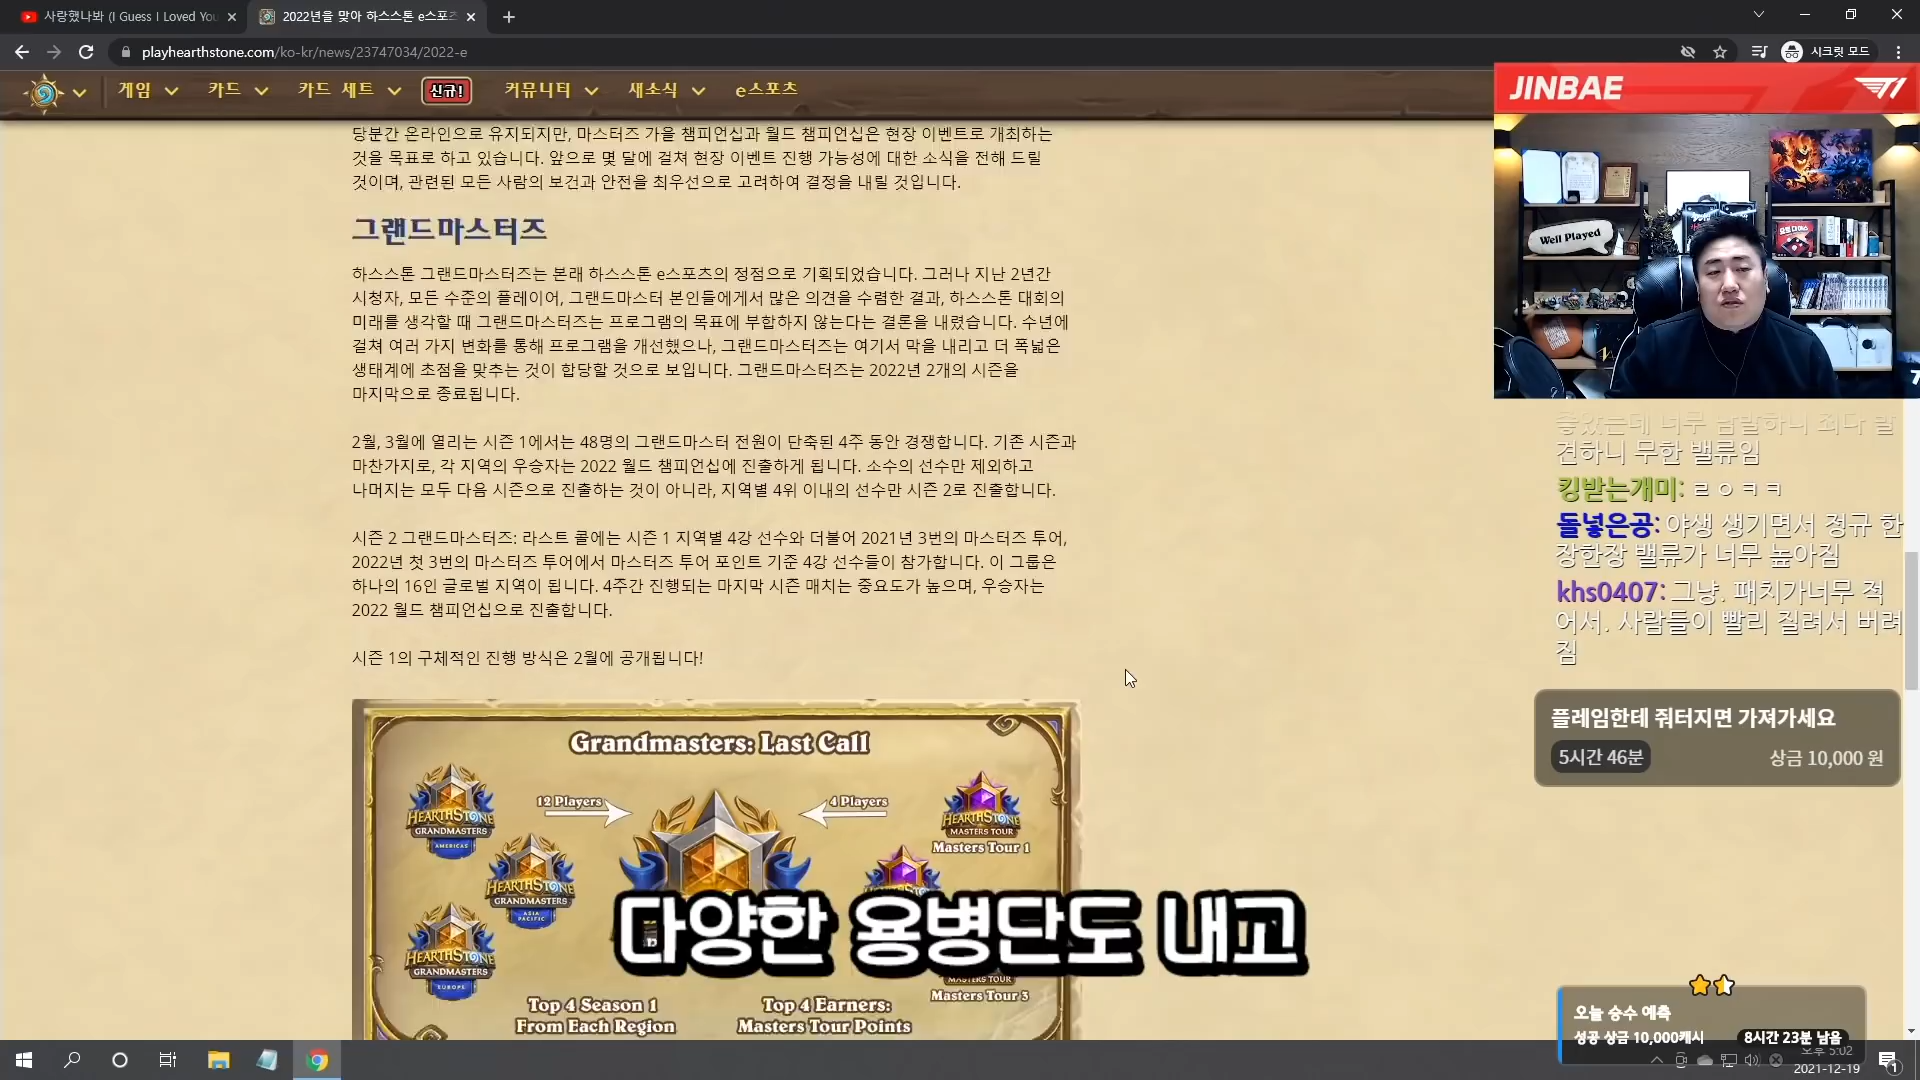 사랑했나봐 (I Guess I Loved You
2022년을 맞아 하스스톤 e스포츠
playhearthstone.com/ko-kr/news/23747034/2022-e
시크릿 모드
게임
카드
카드 세트
신규!
커뮤니티
새소식
e스포츠
당분간 온라인으로 유지되지만, 마스터즈 가을 챔피언십과 월드 챔피언십은 현장 이벤트로 개최하는
것을 목표로 하고 있습니다. 앞으로 몇 달에 걸쳐 현장 이벤트 진행 가능성에 대한 소식을 전해 드릴
것이며, 관련된 모든 사람의 보건과 안전을 최우선으로 고려하여 결정을 내릴 것입니다.
그랜드마스터즈
하스스톤 그랜드마스터즈는 본래 하스스톤 e스포츠의 정점으로 기획되었습니다. 그러나 지난 2년간
시청자, 모든 수준의 플레이어, 그랜드마스터 본인들에게서 많은 의견을 수렴한 결과, 하스스톤 대회의
미래를 생각할 때 그랜드마스터즈는 프로그램의 목표에 부합하지 않는다는 결론을 내렸습니다. 수년에
걸쳐 여러 가지 변화를 통해 프로그램을 개선했으나, 그랜드마스터즈는 여기서 막을 내리고 더 폭넓은
생태계에 초점을 맞추는 것이 합당할 것으로 보입니다. 그랜드마스터즈는 2022년 2개의 시즌을
마지막으로 종료됩니다.
2월, 3월에 열리는 시즌 1에서는 48명의 그랜드마스터 전원이 단축된 4주 동안 경쟁합니다. 기존 시즌과
마찬가지로, 각 지역의 우승자는 2022 월드 챔피언십에 진출하게 됩니다. 소수의 선수만 제외하고
나머지는 모두 다음 시즌으로 진출하는 것이 아니라, 지역별 4위 이내의 선수만 시즌 2로 진출합니다.
시즌 2 그랜드마스터즈: 라스트 콜에는 시즌 1 지역별 4강 선수와 더불어 2021년 3번의 마스터즈 투어,
2022년 첫 3번의 마스터즈 투어에서 마스터즈 투어 포인트 기준 4강 선수들이 참가합니다. 이 그룹은
하나의 16인 글로벌 지역이 됩니다. 4주간 진행되는 마지막 시즌 매치는 중요도가 높으며, 우승자는
2022 월드 챔피언십으로 진출합니다.
시즌 1의 구체적인 진행 방식은 2월에 공개됩니다!
Grandmasters: Last Call
12 Players
4 Players
HEARTHSTONE
GRANDMASTERS
AMERICAS
HEARTHSTONE
GRANDMASTERS
ASIA
PACIFIC
HEARTHSTONE
GRANDMASTERS
EUROPE
HEARTHSTONE
MASTERS TOUR
Masters Tour 1
HEARTHSTONE
MASTERS TOUR
Masters Tour 3
Top 4 Season 1
From Each Region
Top 4 Earners:
Masters Tour Points
다양한 용병단도 내고
JINBAE
T1
Well Played
견하니 무한 밸류임
킹받는개미: ㄹㅇㅋㅋ
돌넣은공: 야생 생기면서 정규 한
장한장 밸류가 너무 높아짐
khs0407: 그냥. 패치가너무 적
어서. 사람들이 빨리 질려서 버려
짐
플레임한테 줘터지면 가져가세요
5시간 46분
상금 10,000 원
오늘 승수 예측
성공 상금 10,000캐시
8시간 23분 남음
오후 5:02
2021-12-19
1